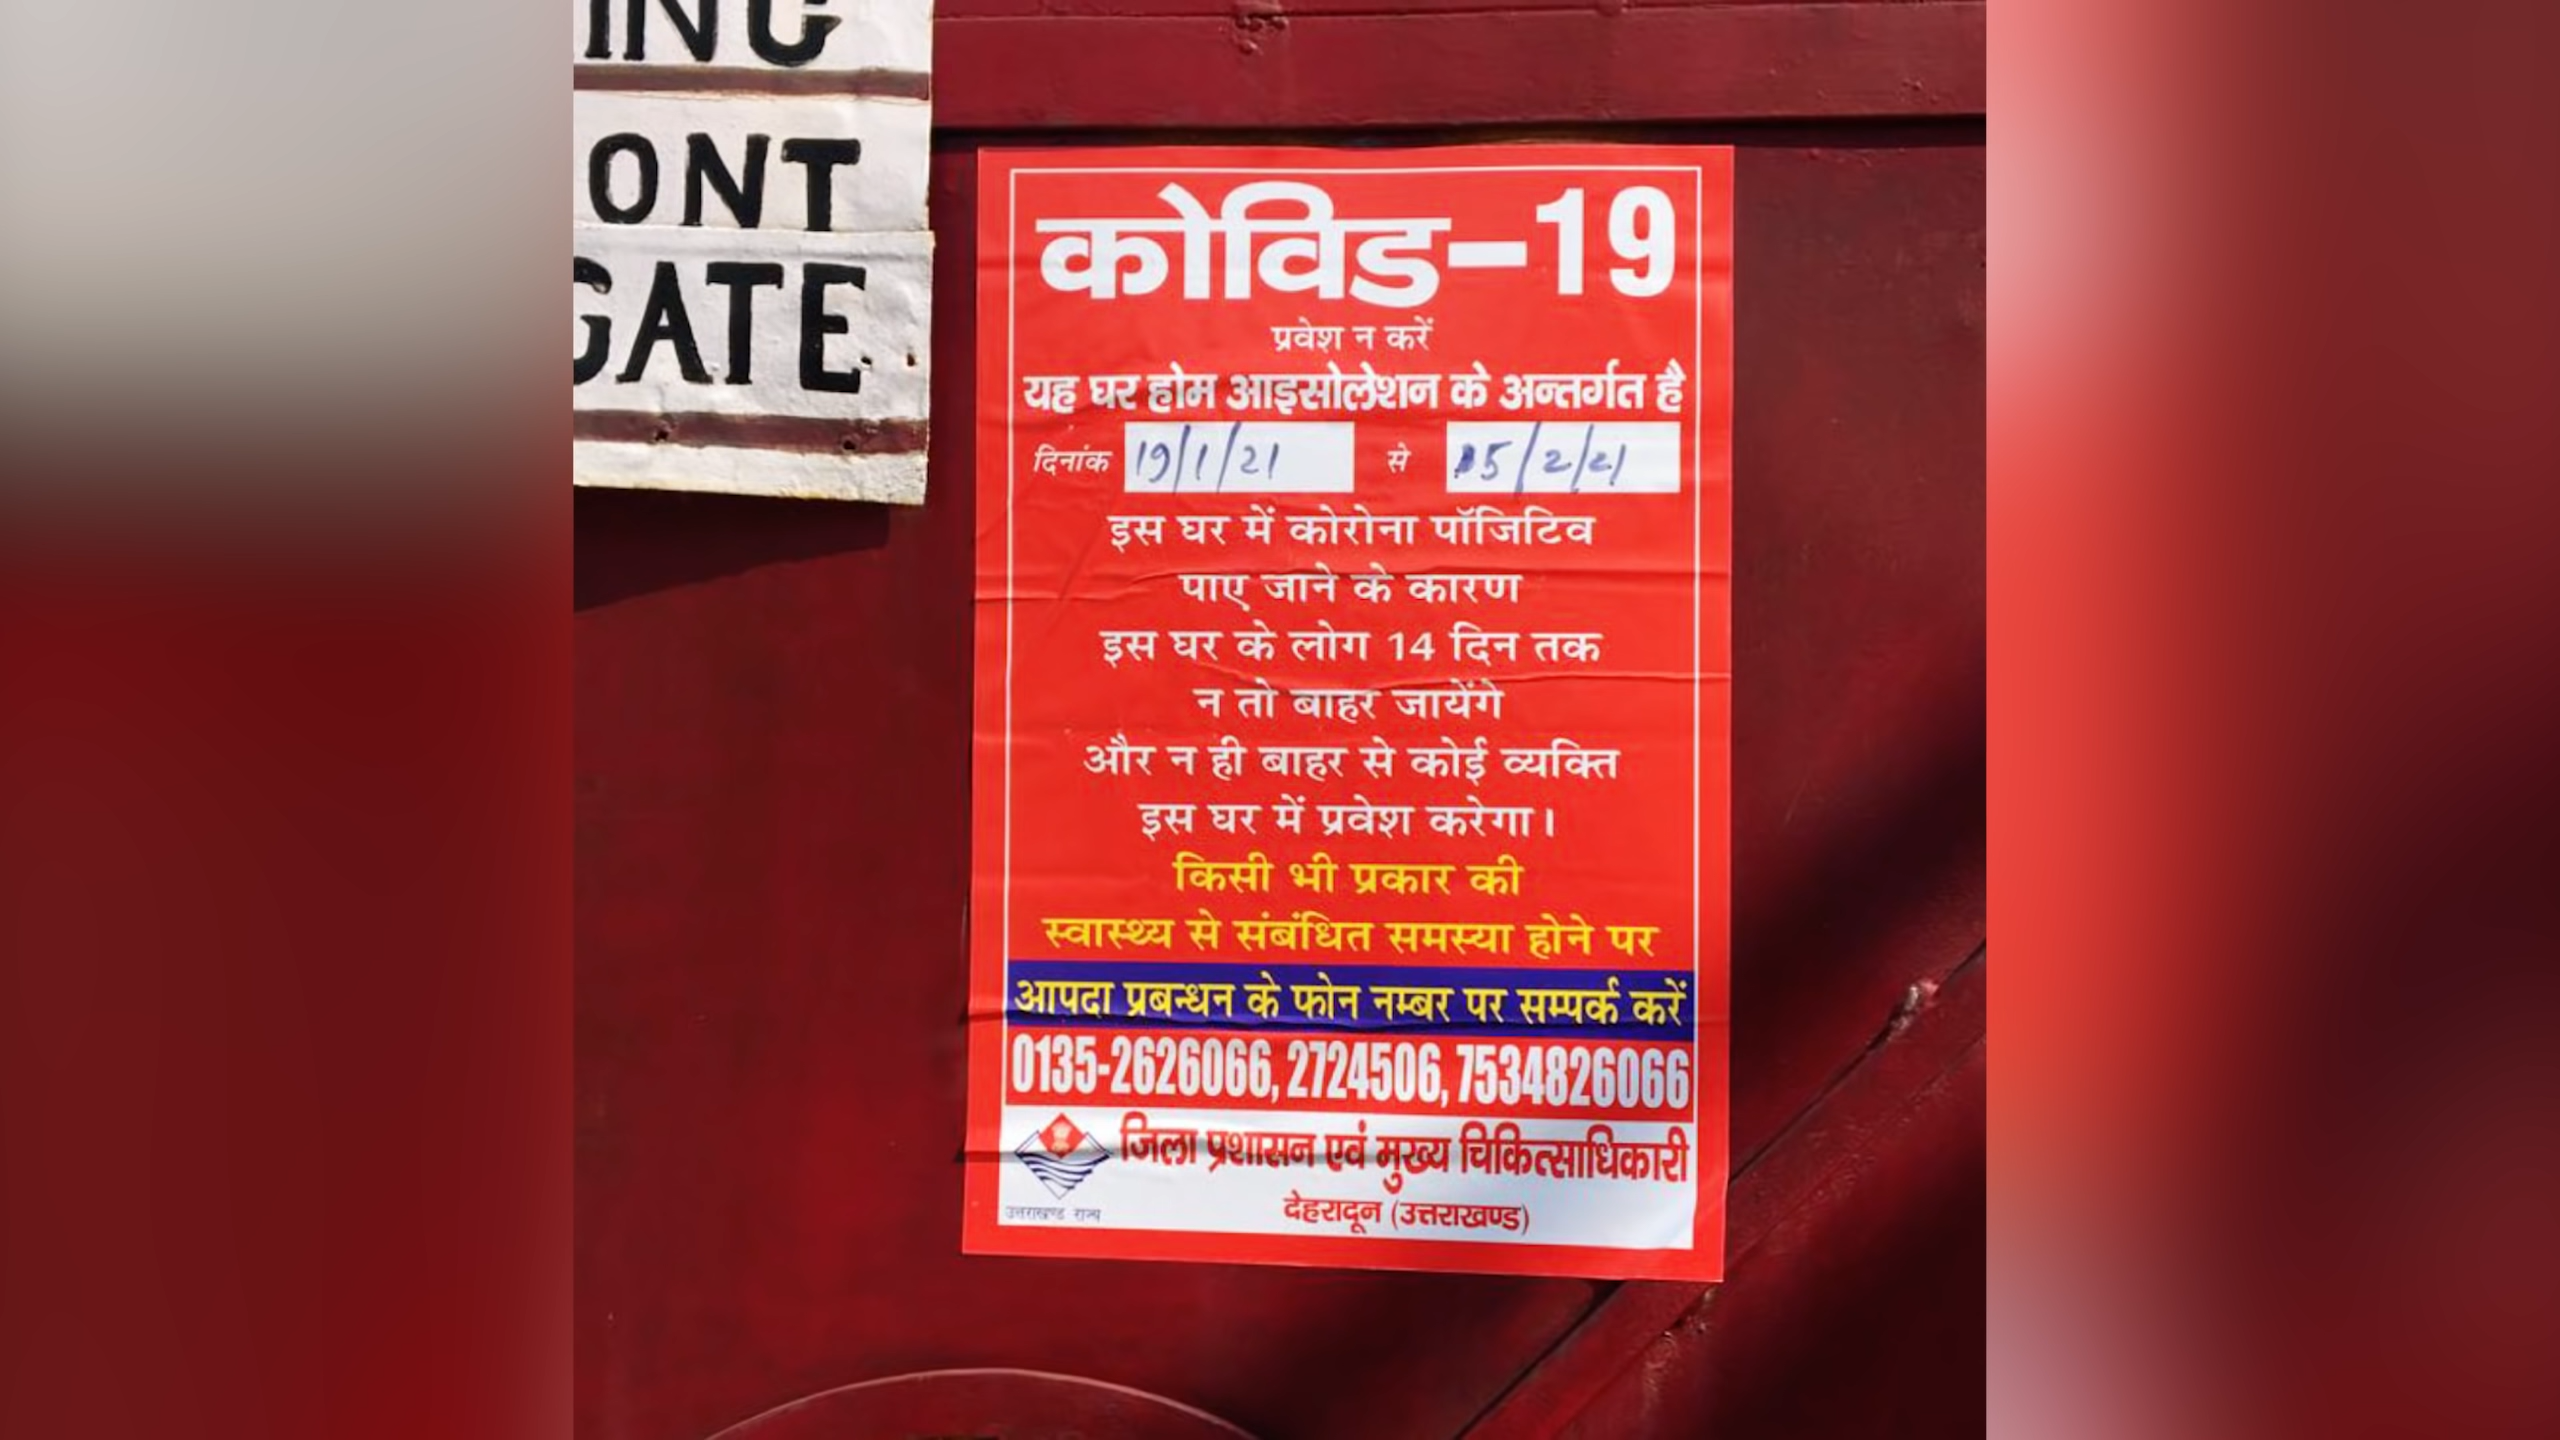 ING
ONT
GATE
कोविड-19
प्रवेश न करें
यह घर होम आइसोलेशन के अन्तर्गत है
दिनांक 19/1/21 से 5/2/21
इस घर में कोरोना पॉजिटिव
पाए जाने के कारण
इस घर के लोग 14 दिन तक
न तो बाहर जायेंगे
और न ही बाहर से कोई व्यक्ति
इस घर में प्रवेश करेगा।
किसी भी प्रकार की
स्वास्थ्य से संबंधित समस्या होने पर
आपदा प्रबन्धन के फोन नम्बर पर सम्पर्क करें
0135-2626066, 2724506, 7534826066
जिला प्रशासन एवं मुख्य चिकित्साधिकारी
देहरादून (उत्तराखण्ड)
उत्तराखण्ड राज्य